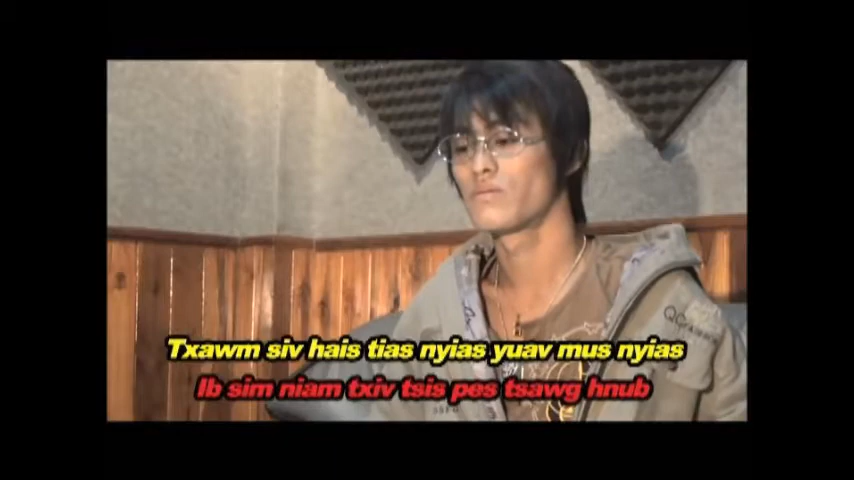 Txawm siv hais tias nyias yuav mus nyias
Ib sim niam txiv tsis pes tsawg hnub